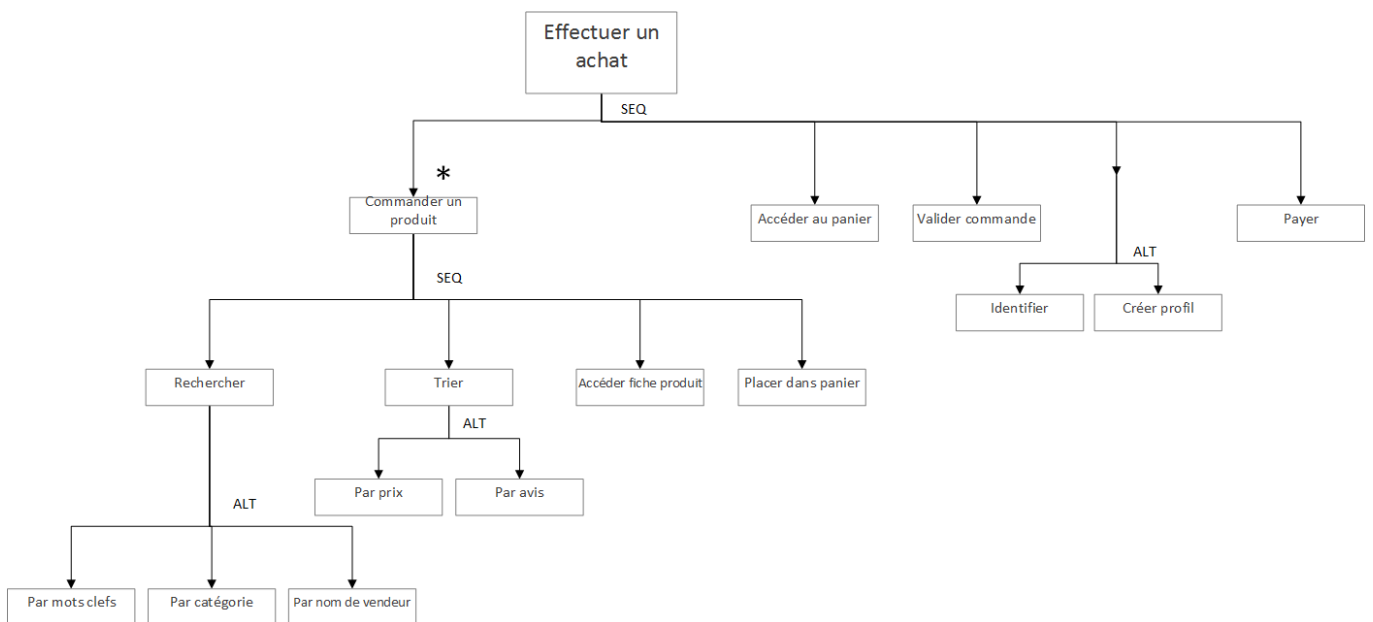 Effectuer un
achat
SEQ
*
Commander un
produit
Accéder au panier
Valider commande
Payer
ALT
SEQ
Identifier
Créer profil
Rechercher
Trier
Accéder fiche produit
Placer dans panier
ALT
Par prix
Par avis
ALT
Par mots clefs
Par catégorie
Par nom de vendeur